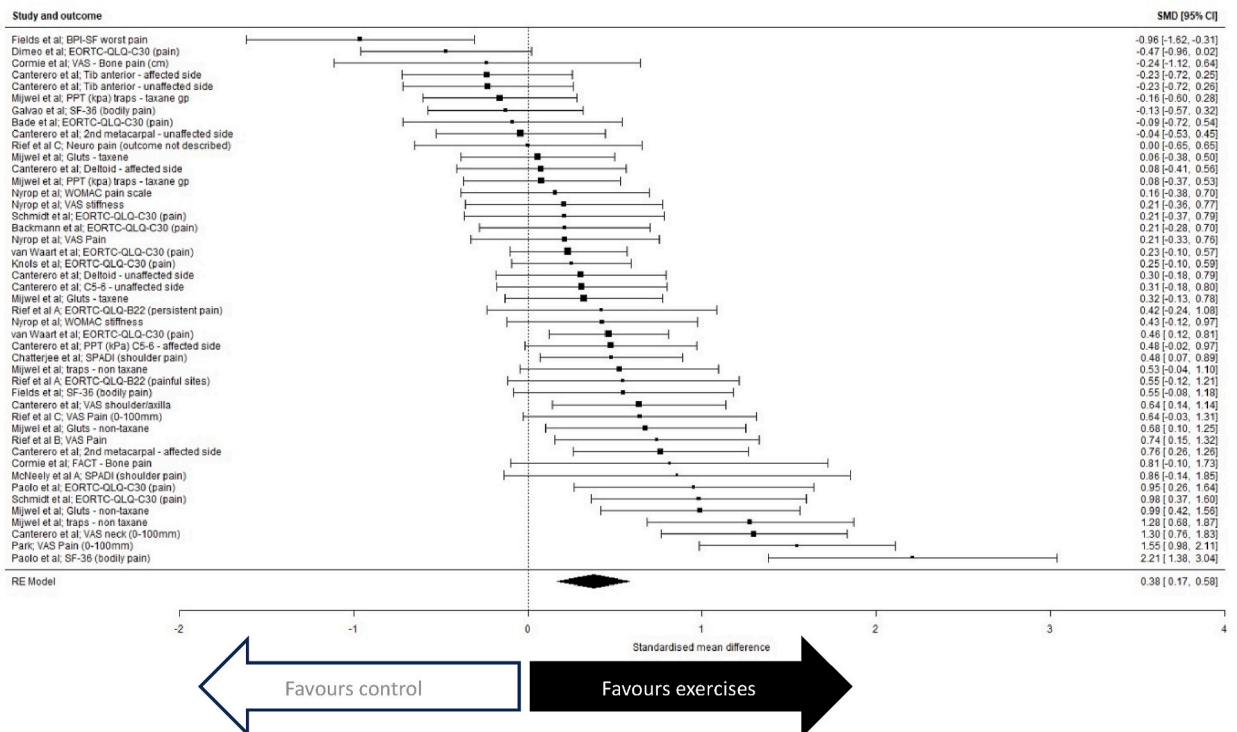 Study and outcome SMD [95% CI]
Fields et al; BPI-SF worst pain -0.96 [-1.62, -0.31]
Dimeo et al; EORTC-QLQ-C30 (pain) -0.47 [-0.96, 0.02]
Cormie et al; VAS - Bone pain (cm) -0.24 [-1.12, 0.64]
Canterero et al; Tib anterior - affected side -0.23 [-0.72, 0.25]
Canterero et al; Tib anterior - unaffected side -0.23 [-0.72, 0.26]
Mijwel et al; PPT (kpa) traps - taxane gp -0.16 [-0.60, 0.28]
Galvao et al; SF-36 (bodily pain) -0.13 [-0.57, 0.32]
Bade et al; EORTC-QLQ-C30 (pain) -0.09 [-0.72, 0.54]
Canterero et al; 2nd metacarpal - unaffected side -0.04 [-0.53, 0.45]
Rief et al C; Neuro pain (outcome not described) 0.00 [-0.65, 0.65]
Mijwel et al; Gluts - taxene 0.06 [-0.38, 0.50]
Canterero et al; Deltoid - affected side 0.08 [-0.41, 0.56]
Mijwel et al; PPT (kpa) traps - taxane gp 0.08 [-0.37, 0.53]
Nyrop et al; WOMAC pain scale 0.16 [-0.38, 0.70]
Nyrop et al; VAS stiffness 0.21 [-0.36, 0.77]
Schmidt et al; EORTC-QLQ-C30 (pain) 0.21 [-0.37, 0.79]
Backmann et al; EORTC-QLQ-C30 (pain) 0.21 [-0.28, 0.70]
Nyrop et al; VAS Pain 0.21 [-0.33, 0.76]
van Waart et al; EORTC-QLQ-C30 (pain) 0.23 [-0.10, 0.57]
Knols et al; EORTC-QLQ-C30 (pain) 0.25 [-0.10, 0.59]
Canterero et al; Deltoid - unaffected side 0.30 [-0.18, 0.79]
Canterero et al; C5-6 - unaffected side 0.31 [-0.18, 0.80]
Mijwel et al; Gluts - taxene 0.32 [-0.13, 0.78]
Rief et al A; EORTC-QLQ-B22 (persistent pain) 0.42 [-0.24, 1.08]
Nyrop et al; WOMAC stiffness 0.43 [-0.12, 0.97]
van Waart et al; EORTC-QLQ-C30 (pain) 0.46 [ 0.12, 0.81]
Canterero et al; PPT (kPa) C5-6 - affected side 0.48 [-0.02, 0.97]
Chatterjee et al; SPADI (shoulder pain) 0.48 [ 0.07, 0.89]
Mijwel et al; traps - non taxane 0.53 [-0.04, 1.10]
Rief et al A; EORTC-QLQ-B22 (painful sites) 0.55 [-0.12, 1.21]
Fields et al; SF-36 (bodily pain) 0.55 [-0.08, 1.18]
Canterero et al; VAS shoulder/axilla 0.64 [ 0.14, 1.14]
Rief et al C; VAS Pain (0-100mm) 0.64 [-0.03, 1.31]
Mijwel et al; Gluts - non-taxane 0.68 [ 0.10, 1.25]
Rief et al B; VAS Pain 0.74 [ 0.15, 1.32]
Canterero et al; 2nd metacarpal - affected side 0.76 [ 0.26, 1.26]
Cormie et al; FACT - Bone pain 0.81 [-0.10, 1.73]
McNeely et al A; SPADI (shoulder pain) 0.86 [-0.14, 1.85]
Paolo et al; EORTC-QLQ-C30 (pain) 0.95 [ 0.26, 1.64]
Schmidt et al; EORTC-QLQ-C30 (pain) 0.98 [ 0.37, 1.60]
Mijwel et al; Gluts - non-taxane 0.99 [ 0.42, 1.56]
Mijwel et al; traps - non taxane 1.28 [ 0.68, 1.87]
Canterero et al; VAS neck (0-100mm) 1.30 [ 0.76, 1.83]
Park; VAS Pain (0-100mm) 1.55 [ 0.98, 2.11]
Paolo et al; SF-36 (bodily pain) 2.21 [ 1.38, 3.04]
RE Model 0.38 [ 0.17, 0.58]
-2 -1 0 1 2 3 4
Standardised mean difference
Favours control Favours exercises